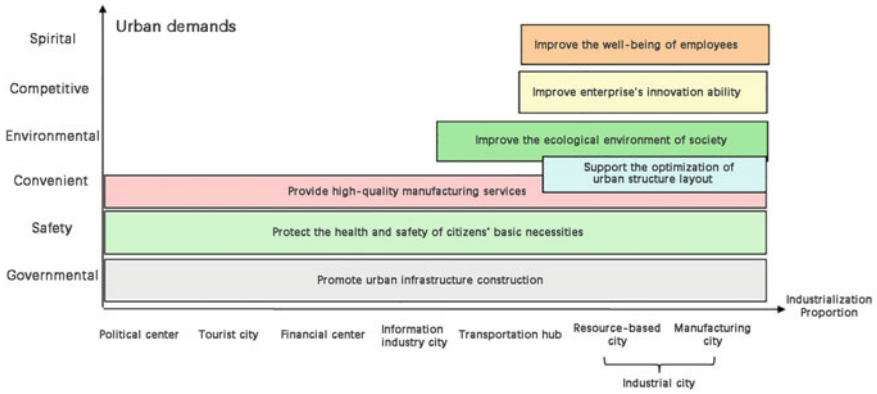 Urban demands
Spirital
Improve the well-being of employees
Competitive
Improve enterprise's innovation ability
Environmental
Improve the ecological environment of society
Convenient
Support the optimization of
urban structure layout
Provide high-quality manufacturing services
Safety
Protect the health and safety of citizens' basic necessities
Governmental
Promote urban infrastructure construction
Industrialization
Proportion
Political center
Tourist city
Financial center
Information
industry city
Transportation hub
Resource-based
city
Manufacturing
city
Industrial city